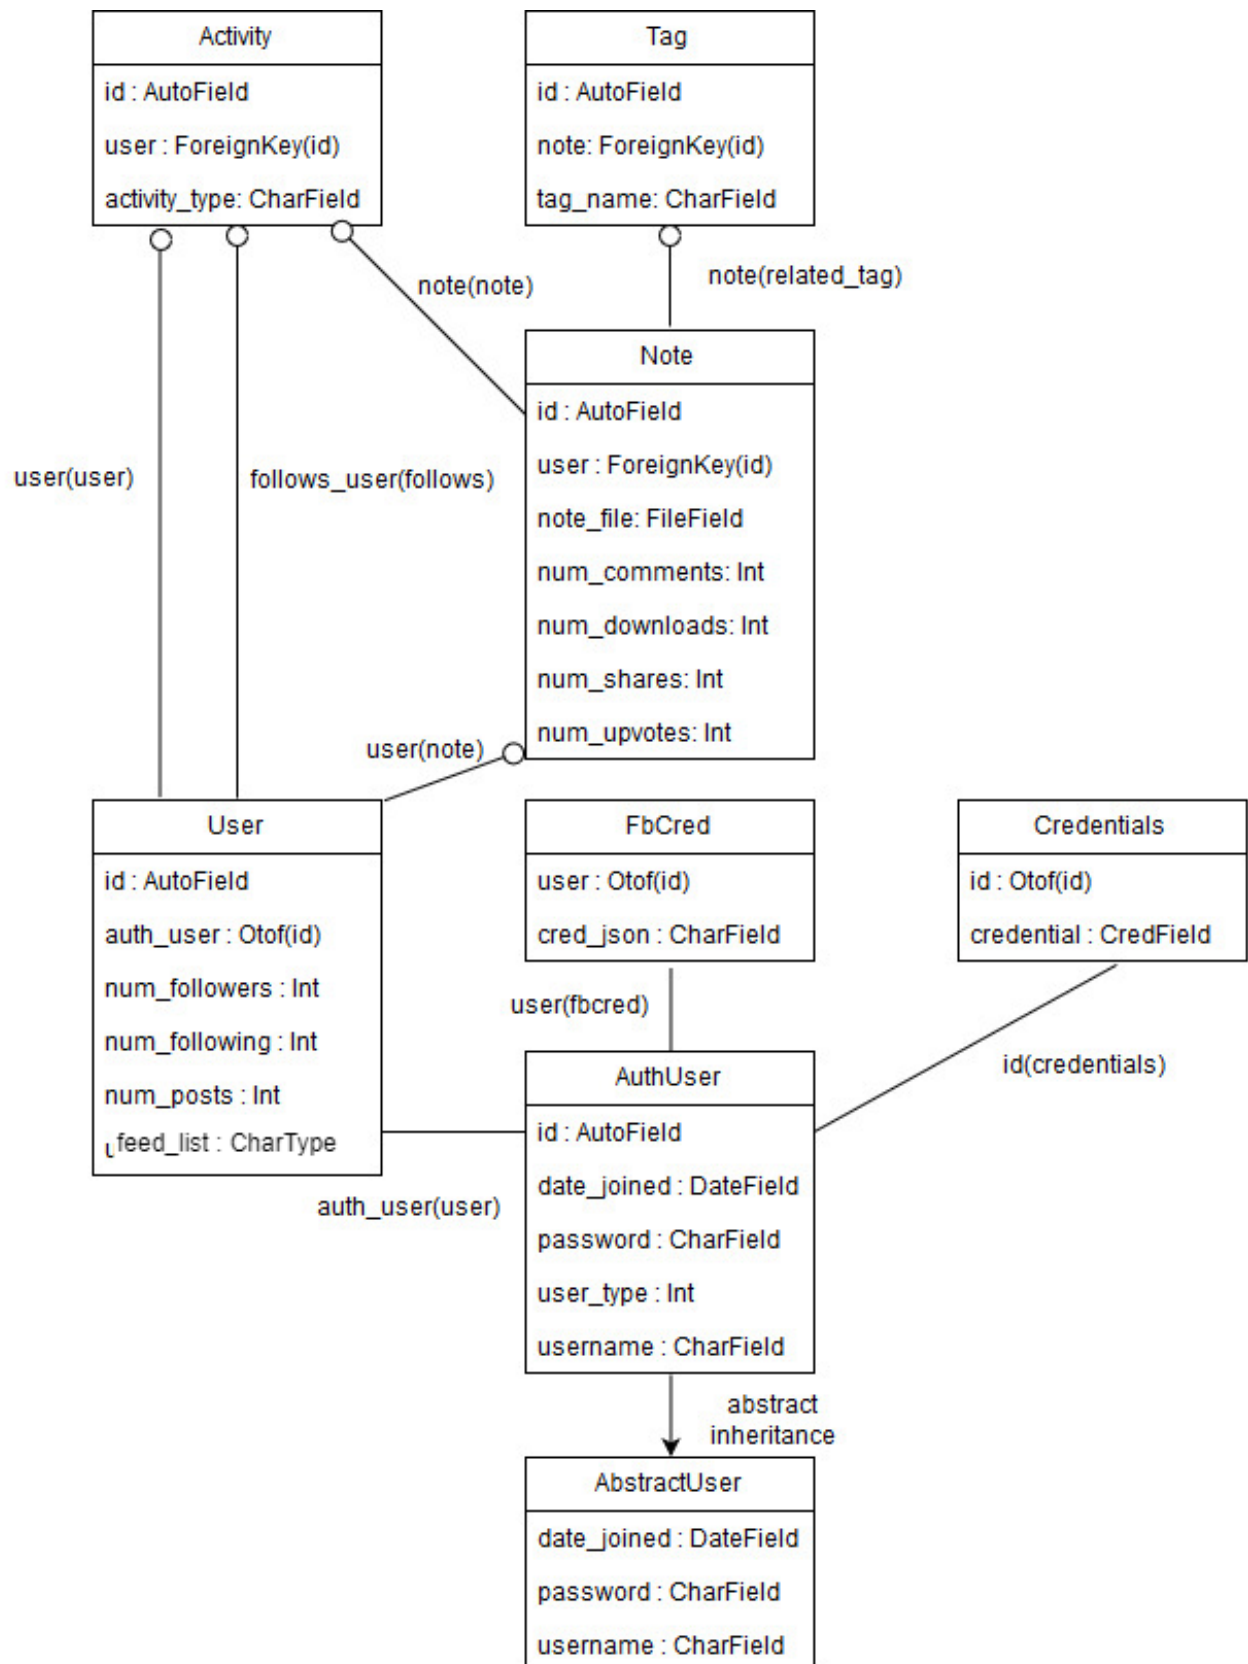 Activity
id : AutoField
user : ForeignKey(id)
activity_type: CharField
Tag
id : AutoField
note: ForeignKey(id)
tag_name: CharField
note(note)
note(related_tag)
Note
id : AutoField
user : ForeignKey(id)
note_file: FileField
num_comments: Int
num_downloads: Int
num_shares: Int
num_upvotes: Int
user(user)
follows_user(follows)
user(note)
User
id : AutoField
auth_user : Otof(id)
num_followers : Int
num_following : Int
num_posts : Int
feed_list : CharType
FbCred
user : Otof(id)
cred_json : CharField
Credentials
id : Otof(id)
credential : CredField
user(fbcred)
id(credentials)
auth_user(user)
AuthUser
id : AutoField
date_joined : DateField
password : CharField
user_type : Int
username : CharField
abstract
inheritance
AbstractUser
date_joined : DateField
password : CharField
username : CharField